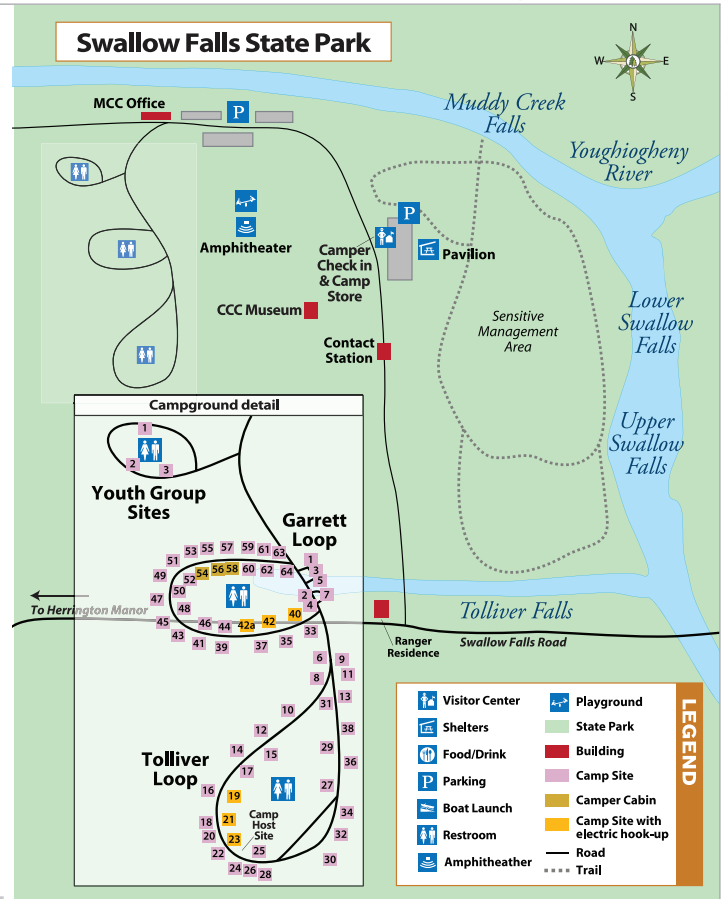 Swallow Falls State Park
N
W
E
S
MCC Office
P
Muddy Creek
Falls
Youghiogheny
River
P
Amphitheater
Camper
Check in
& Camp
Store
Pavilion
CCC Museum
Sensitive
Management
Area
Lower
Swallow
Falls
Contact
Station
Upper
Swallow
Falls
Campground detail
1
2
3
Youth Group
Sites
Garrett
Loop
51
53
55
57
59
61
63
1
49
52
54
56
58
60
62
64
3
5
47
50
48
2
7
4
40
To Herrington Manor
45
46
44
42a
42
33
43
41
39
37
35
Tolliver Falls
Swallow Falls Road
Ranger
Residence
6
9
8
11
10
31
13
12
38
14
15
29
36
Tolliver
Loop
17
16
19
27
18
21
Camp
Host
Site
34
20
23
32
22
25
30
24
26
28
LEGEND
Visitor Center
Shelters
Food/Drink
P Parking
Boat Launch
Restroom
Amphitheather
Playground
State Park
Building
Camp Site
Camper Cabin
Camp Site with
electric hook-up
Road
Trail